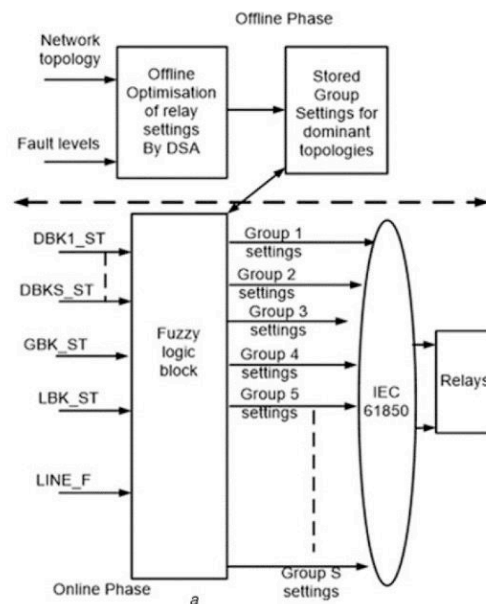 Offline Phase
Network
topology
Fault levels
Offline
Optimisation
of relay
settings
By DSA
Stored
Group
Settings for
dominant
topologies
DBK1_ST
DBKS_ST
GBK_ST
LBK_ST
LINE_F
Fuzzy
logic
block
Group 1
settings
Group 2
settings
Group 3
settings
Group 4
settings
Group 5
settings
Group S
settings
IEC
61850
Relays
Online Phase
a